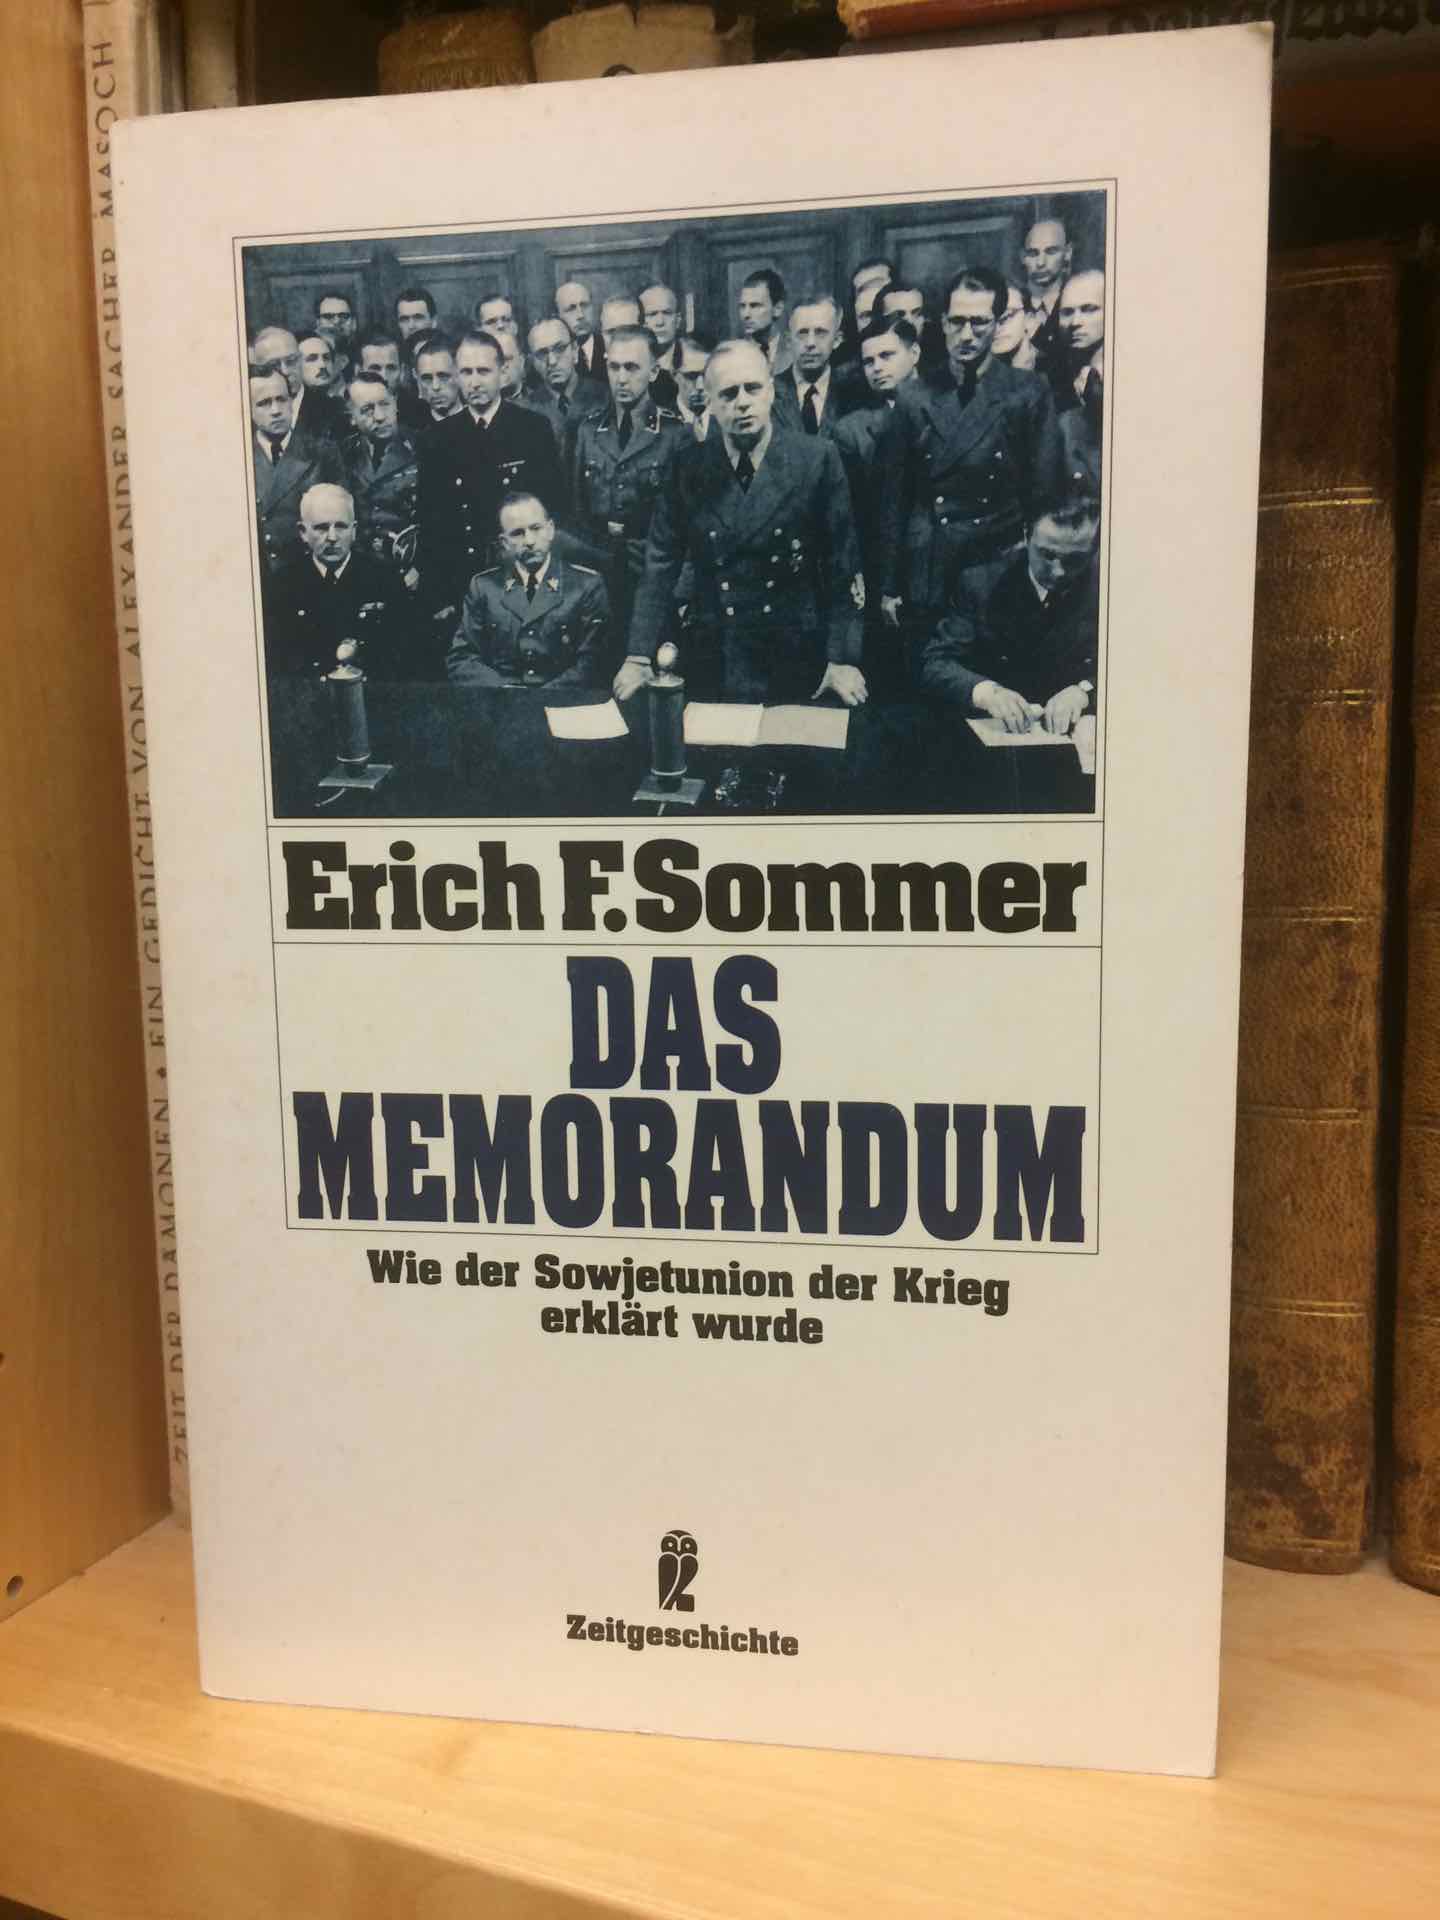 Erich F. Sommer
DAS
MEMORANDUM
Wie der Sowjetunion der Krieg
erklärt wurde
Zeitgeschichte
ZEIT DER DÄMONEN ◆ EIN GEDICHT VON ALEXANDER SACHER MASOCH